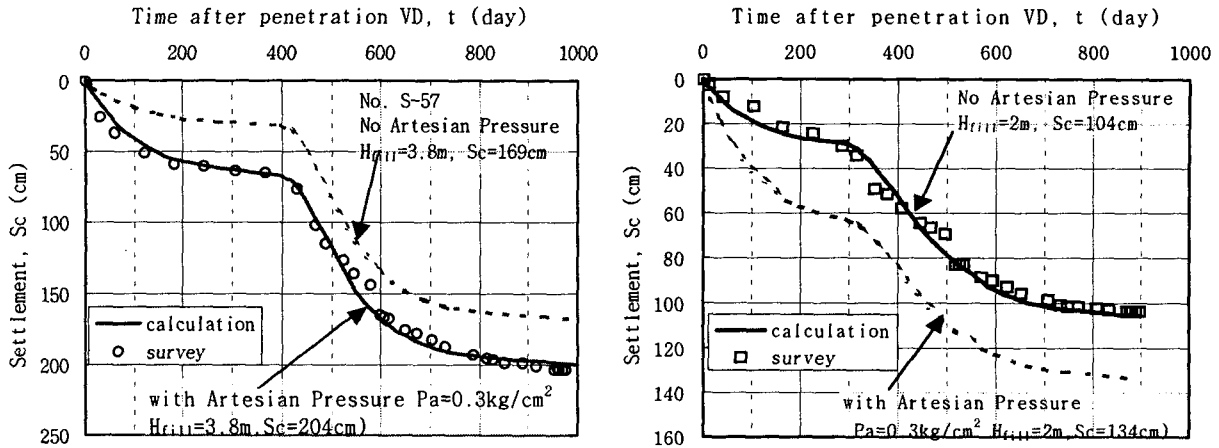 Time after penetration VD, t (day)
0 200 400 600 800 1000
0
50
100
150
200
250
Settlement, Sc (cm)
No. S-57
No Artesian Pressure
Hfill=3.8m, Sc=169cm
calculation
survey
with Artesian Pressure Pa=0.3kg/cm²
Hfill=3.8m,Sc=204cm)
Time after penetration VD, t (day)
0 200 400 600 800 1000
0
20
40
60
80
100
120
140
160
Settlement, Sc (cm)
No Artesian Pressure
Hfill=2m, Sc=104cm
calculation
survey
with Artesian Pressure
Pa=0.3kg/cm² Hfill=2m,Sc=134cm)